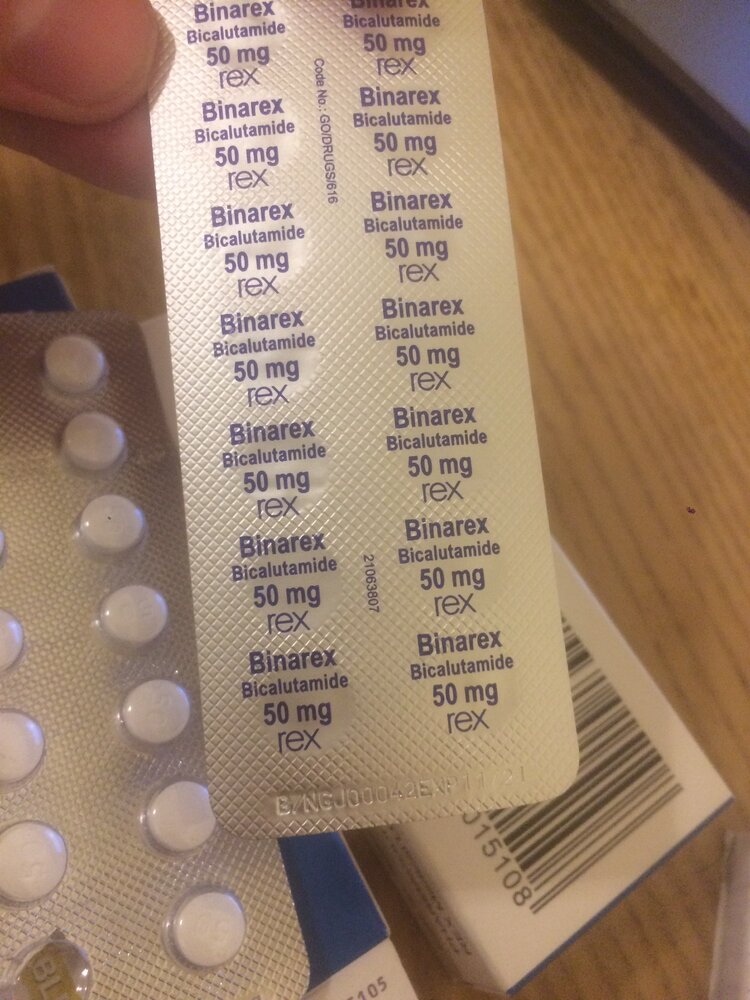 Binarex
Bicalutamide
50 mg
rex
Binarex
Bicalutamide
50 mg
rex
Binarex
Bicalutamide
50 mg
rex
Binarex
Bicalutamide
50 mg
rex
Binarex
Bicalutamide
50 mg
rex
Binarex
Bicalutamide
50 mg
rex
Binarex
Bicalutamide
50 mg
rex
Code No.: GO/DRUGS/616
21063807
Binarex
Bicalutamide
50 mg
rex
Binarex
Bicalutamide
50 mg
rex
Binarex
Bicalutamide
50 mg
rex
Binarex
Bicalutamide
50 mg
rex
Binarex
Bicalutamide
50 mg
rex
Binarex
Bicalutamide
50 mg
rex
Binarex
Bicalutamide
50 mg
rex
B/NGJ00042EXP11/21
015108
5105